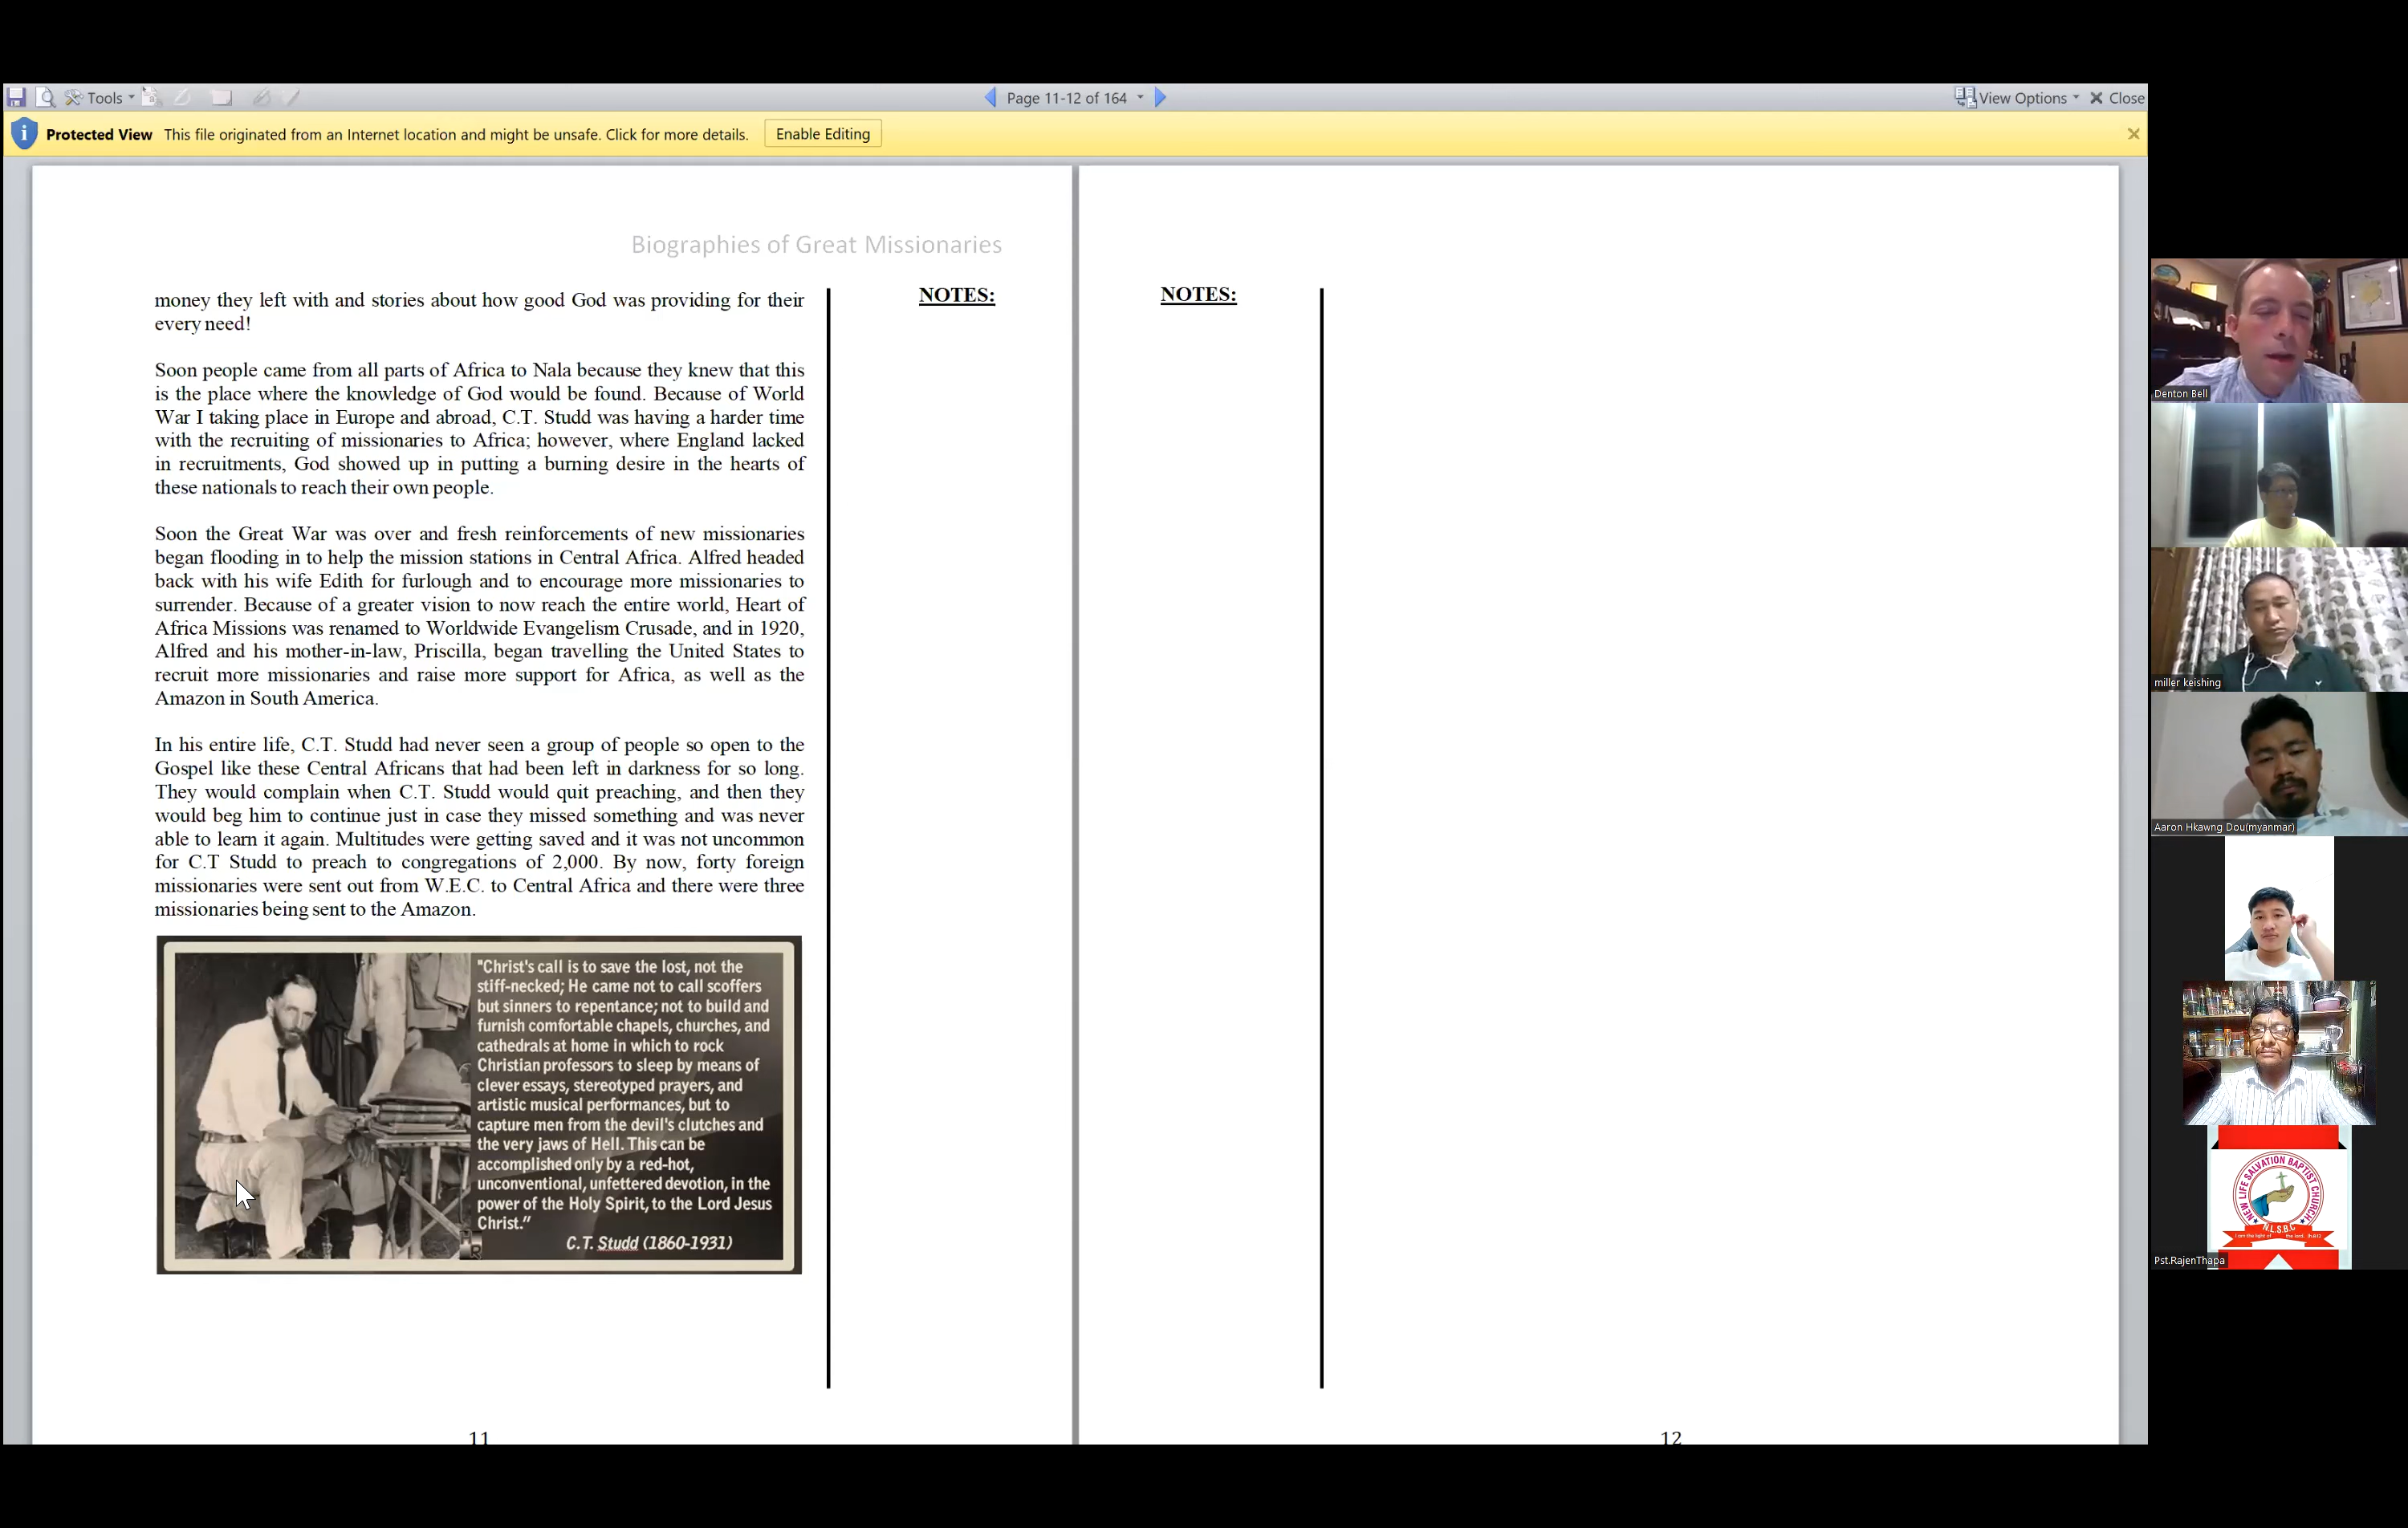 Tools
Page 11-12 of 164
View Options
Close
Protected View This file originated from an Internet location and might be unsafe. Click for more details.
Enable Editing
Biographies of Great Missionaries
money they left with and stories about how good God was providing for their
every need!
Soon people came from all parts of Africa to Nala because they knew that this
is the place where the knowledge of God would be found. Because of World
War I taking place in Europe and abroad, C.T. Studd was having a harder time
with the recruiting of missionaries to Africa; however, where England lacked
in recruitments, God showed up in putting a burning desire in the hearts of
these nationals to reach their own people.
Soon the Great War was over and fresh reinforcements of new missionaries
began flooding in to help the mission stations in Central Africa. Alfred headed
back with his wife Edith for furlough and to encourage more missionaries to
surrender. Because of a greater vision to now reach the entire world, Heart of
Africa Missions was renamed to Worldwide Evangelism Crusade, and in 1920,
Alfred and his mother-in-law, Priscilla, began travelling the United States to
recruit more missionaries and raise more support for Africa, as well as the
Amazon in South America.
In his entire life, C.T. Studd had never seen a group of people so open to the
Gospel like these Central Africans that had been left in darkness for so long.
They would complain when C.T. Studd would quit preaching, and then they
would beg him to continue just in case they missed something and was never
able to learn it again. Multitudes were getting saved and it was not uncommon
for C.T Studd to preach to congregations of 2,000. By now, forty foreign
missionaries were sent out from W.E.C. to Central Africa and there were three
missionaries being sent to the Amazon.
"Christ's call is to save the lost, not the
stiff-necked; He came not to call scoffers
but sinners to repentance; not to build and
furnish comfortable chapels, churches, and
cathedrals at home in which to rock
Christian professors to sleep by means of
clever essays, stereotyped prayers, and
artistic musical performances, but to
capture men from the devil's clutches and
the very jaws of Hell. This can be
accomplished only by a red-hot,
unconventional, unfettered devotion, in the
power of the Holy Spirit, to the Lord Jesus
Christ."
C.T. Studd (1860-1931)
11
NOTES:
NOTES:
12
Denton Bell
miller keishing
Aaron Hkawng Dou(myanmar)
NEW LIFE SALVATION BAPTIST CHURCH
N.L.S.B.C
Pst.RajenThapa